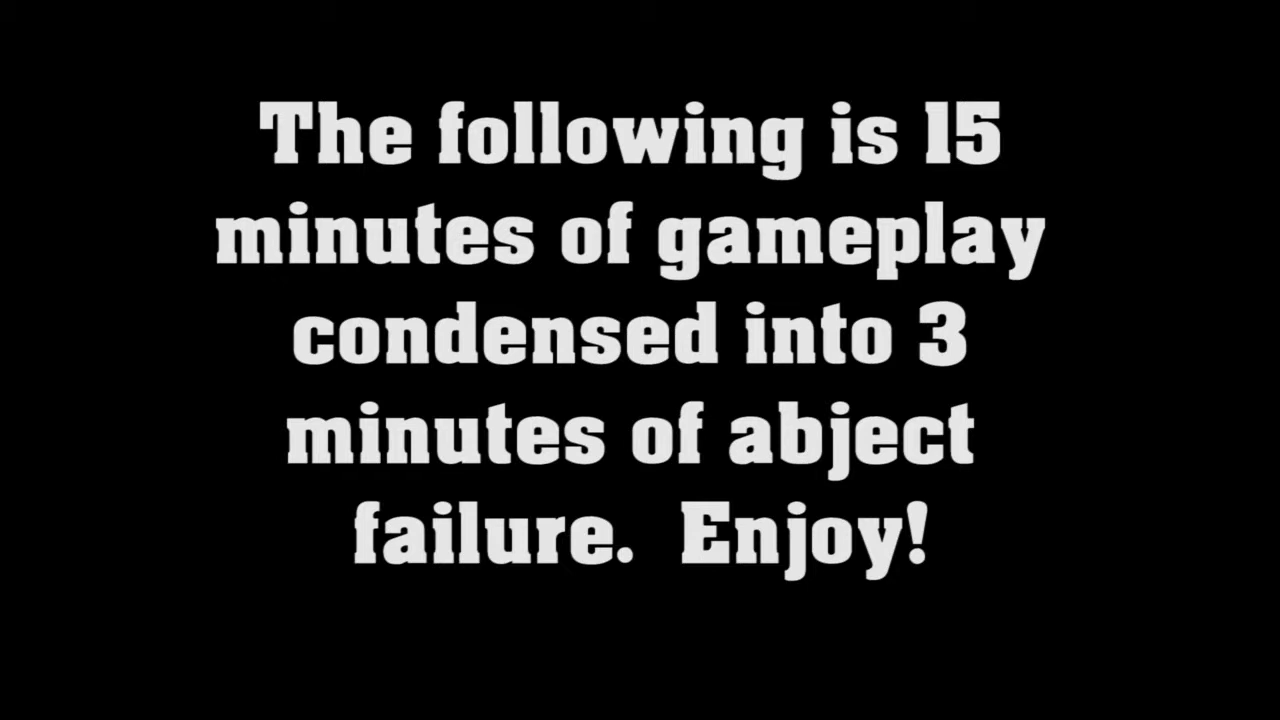 The following is 15
minutes of gameplay
condensed into 3
minutes of abject
failure.  Enjoy!